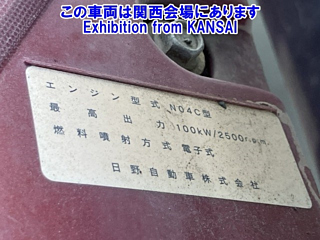 この車両は関西会場にあります
Exhibition from KANSAI
エンジン型式 N04C型
最高出力 100kW/2500r.p.m
燃料噴射方式 電子式
日野自動車株式会社